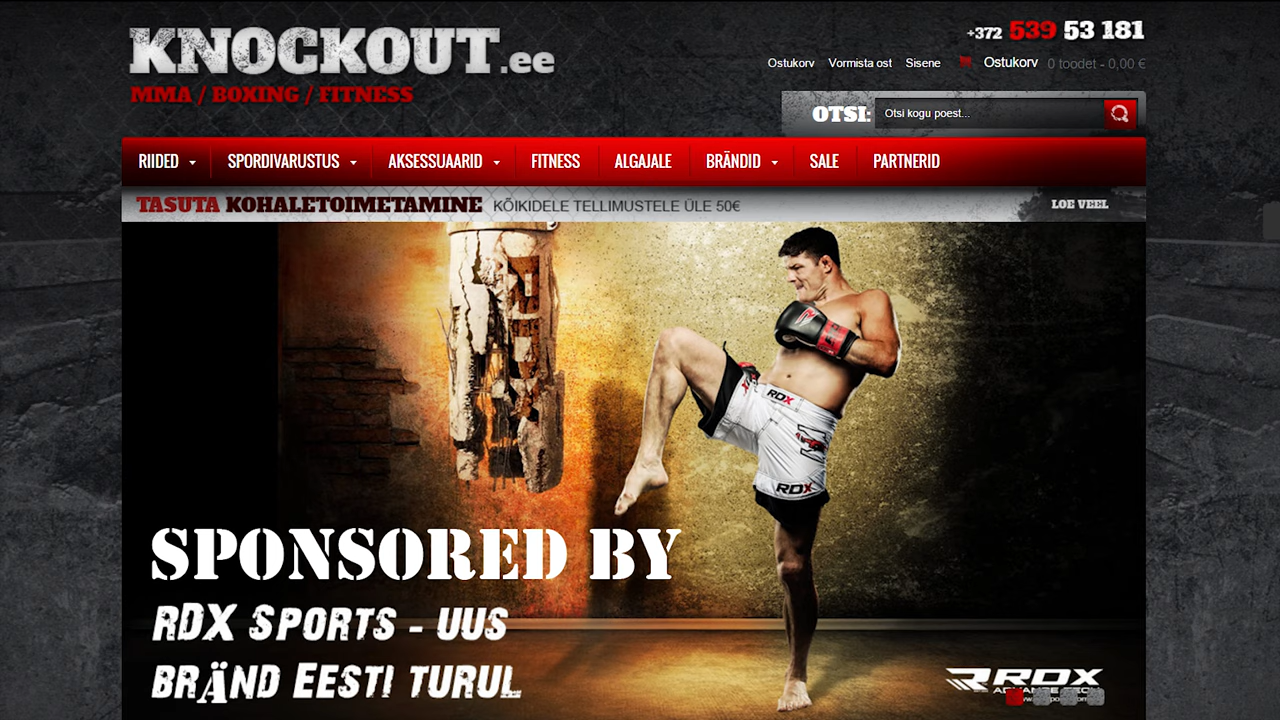 KNOCKOUT.ee
MMA / BOXING / FITNESS
+372 539 53 181
Ostukorv Vormista ost Sisene Ostukorv 0 toodet - 0,00 €
OTSI: Otsi kogu poest...
RIIDED SPORDIVARUSTUS AKSESSUAARID FITNESS ALGAJALE BRÄNDID SALE PARTNERID
TASUTA KOHALETOIMETAMINE KÕIKIDELE TELLIMUSTELE ÜLE 50€ LOE VEEL
RDX
RDX
SPONSORED BY
RDX SPORTS - UUS
BRÄND EESTI TURUL
RDX